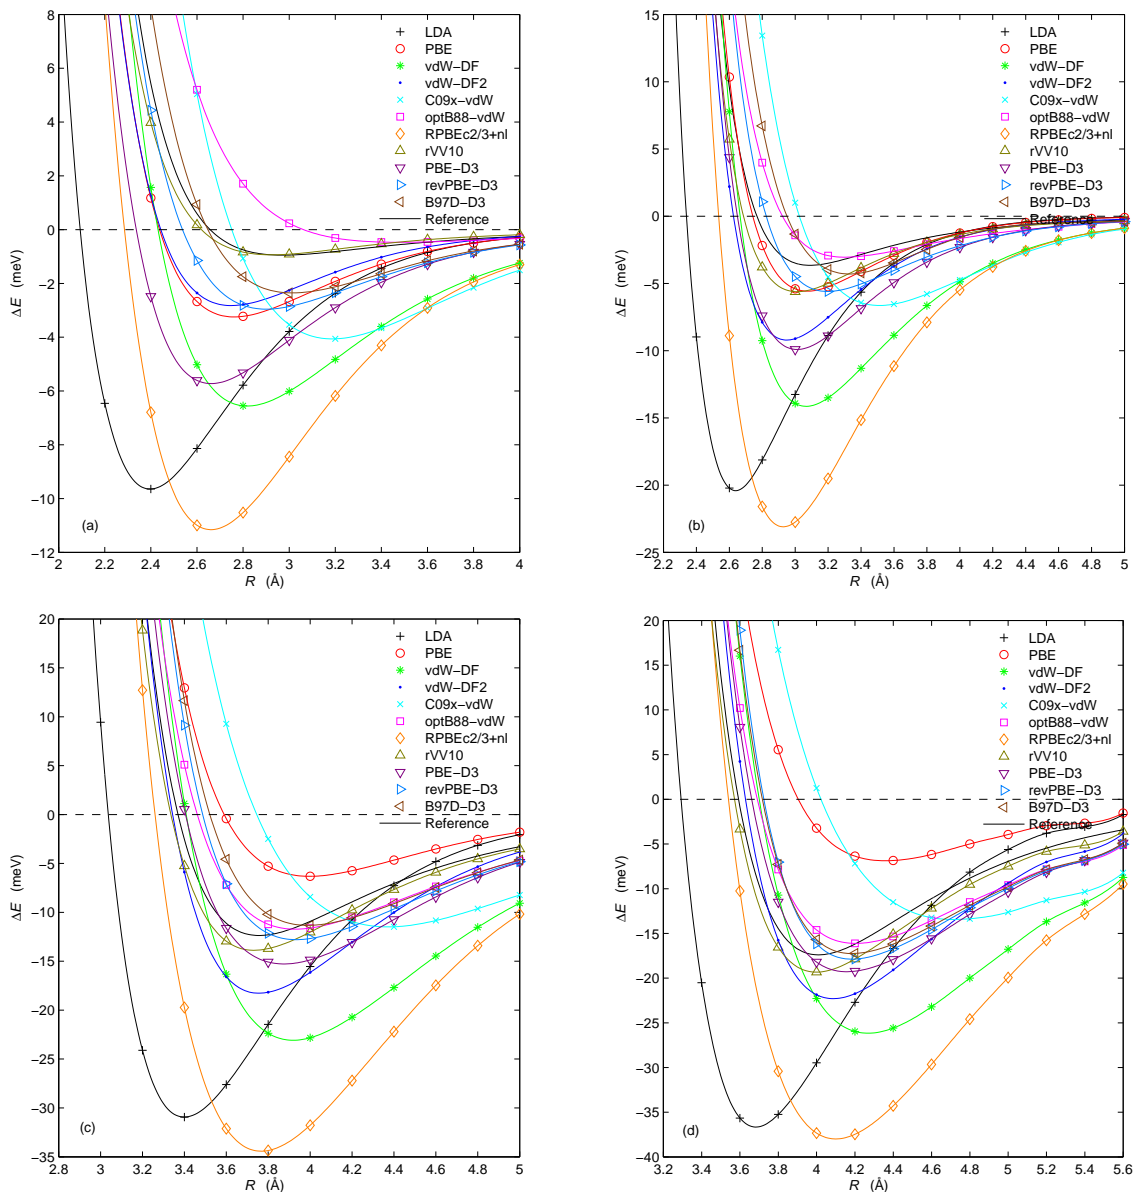 8
6
4
2
0
−2
−4
−6
−8
−10
−12
ΔE (meV)
LDA
PBE
vdW−DF
vdW−DF2
C09x−vdW
optB88−vdW
RPBEc2/3+nl
rVV10
PBE−D3
revPBE−D3
B97D−D3
Reference
(a)
2 2.2 2.4 2.6 2.8 3 3.2 3.4 3.6 3.8 4
R (Å)
15
10
5
0
−5
−10
−15
−20
−25
ΔE (meV)
LDA
PBE
vdW−DF
vdW−DF2
C09x−vdW
optB88−vdW
RPBEc2/3+nl
rVV10
PBE−D3
revPBE−D3
B97D−D3
Reference
(b)
2.2 2.4 2.6 2.8 3 3.2 3.4 3.6 3.8 4 4.2 4.4 4.6 4.8 5
R (Å)
20
15
10
5
0
−5
−10
−15
−20
−25
−30
−35
ΔE (meV)
LDA
PBE
vdW−DF
vdW−DF2
C09x−vdW
optB88−vdW
RPBEc2/3+nl
rVV10
PBE−D3
revPBE−D3
B97D−D3
Reference
(c)
2.8 3 3.2 3.4 3.6 3.8 4 4.2 4.4 4.6 4.8 5
R (Å)
20
15
10
5
0
−5
−10
−15
−20
−25
−30
−35
−40
ΔE (meV)
LDA
PBE
vdW−DF
vdW−DF2
C09x−vdW
optB88−vdW
RPBEc2/3+nl
rVV10
PBE−D3
revPBE−D3
B97D−D3
Reference
(d)
3.2 3.4 3.6 3.8 4 4.2 4.4 4.6 4.8 5 5.2 5.4 5.6
R (Å)